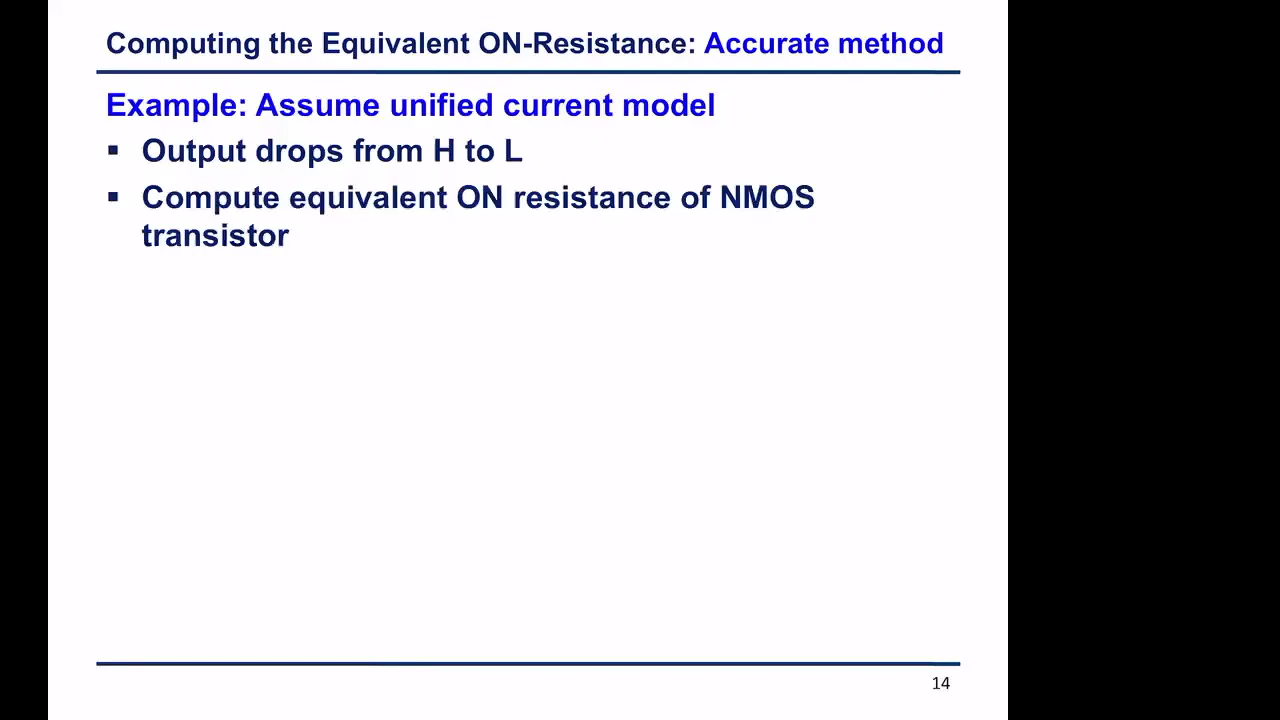 Computing the Equivalent ON-Resistance: Accurate method
Example: Assume unified current model
▪ Output drops from H to L
▪ Compute equivalent ON resistance of NMOS
transistor
14